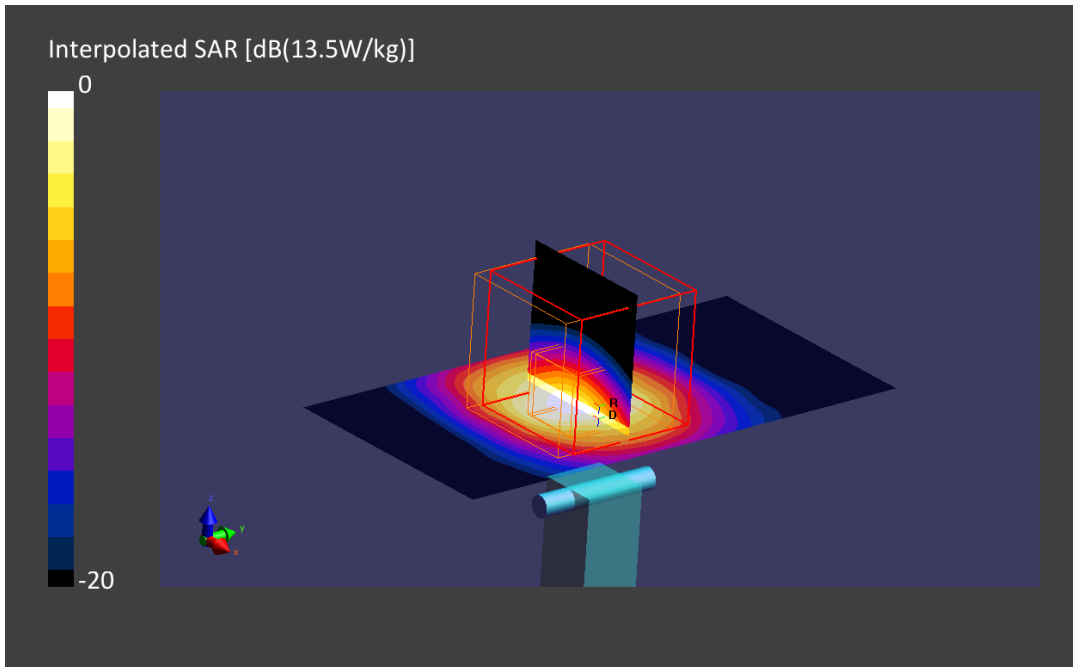 Interpolated SAR [dB(13.5W/kg)]
0
R
D
z
y
x
-20